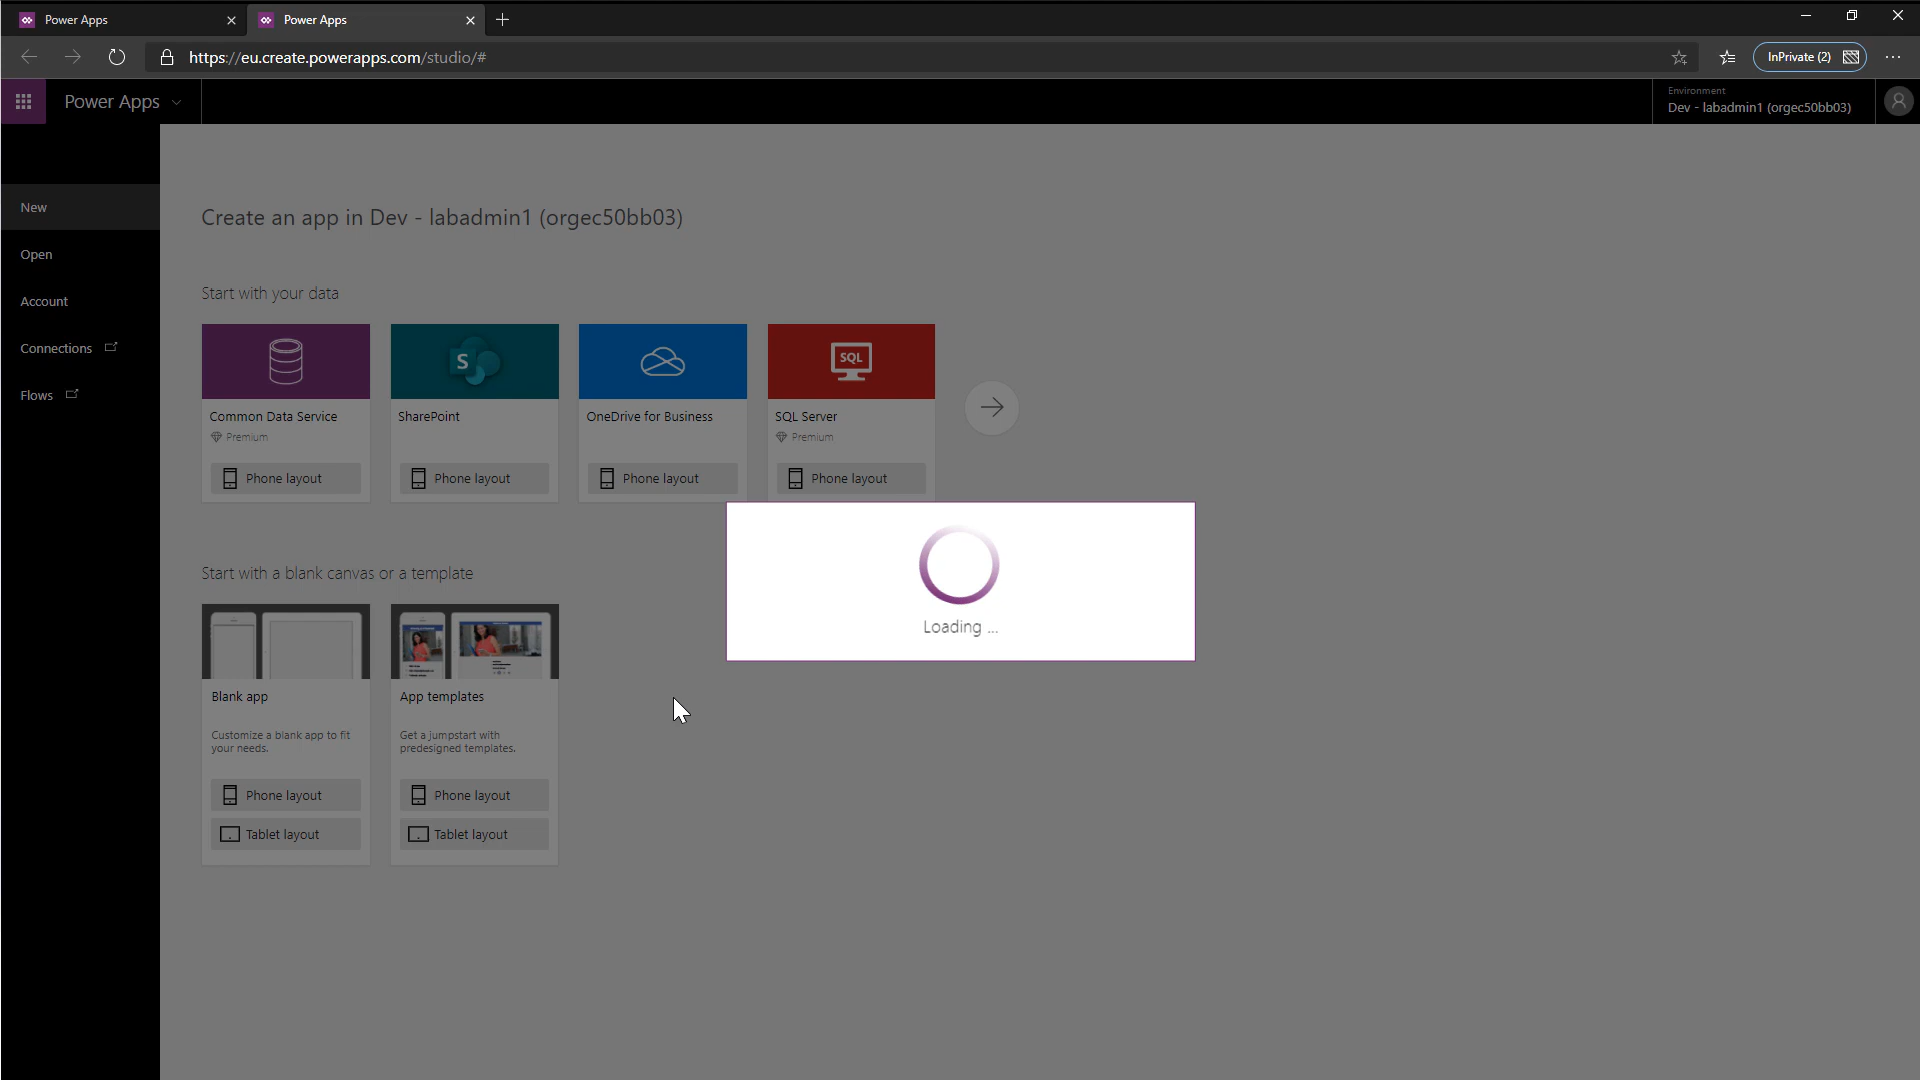 Power Apps
Power Apps
https://eu.create.powerapps.com/studio/#
InPrivate (2)
Power Apps
Environment
Dev - labadmin1 (orgec50bb03)
New
Open
Account
Connections
Flows
Create an app in Dev - labadmin1 (orgec50bb03)
Start with your data
S
SQL
Common Data Service
SharePoint
OneDrive for Business
SQL Server
Premium
Premium
Phone layout
Phone layout
Phone layout
Phone layout
Loading ...
Start with a blank canvas or a template
Blank app
App templates
Customize a blank app to fit
your needs.
Get a jumpstart with
predesigned templates.
Phone layout
Phone layout
Tablet layout
Tablet layout